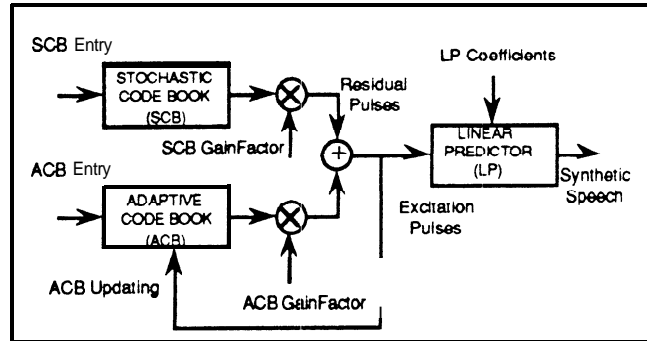 SCB Entry
STOCHASTIC
CODE BOOK
(SCB)
SCB GainFactor
Residual
Pulses
LP Coefficients
LINEAR
PREDICTOR
(LP)
Synthetic
Speech
Excitation
Pulses
ACB Entry
ADAPTIVE
CODE BOOK
(ACB)
ACB Updating
ACB GainFactor